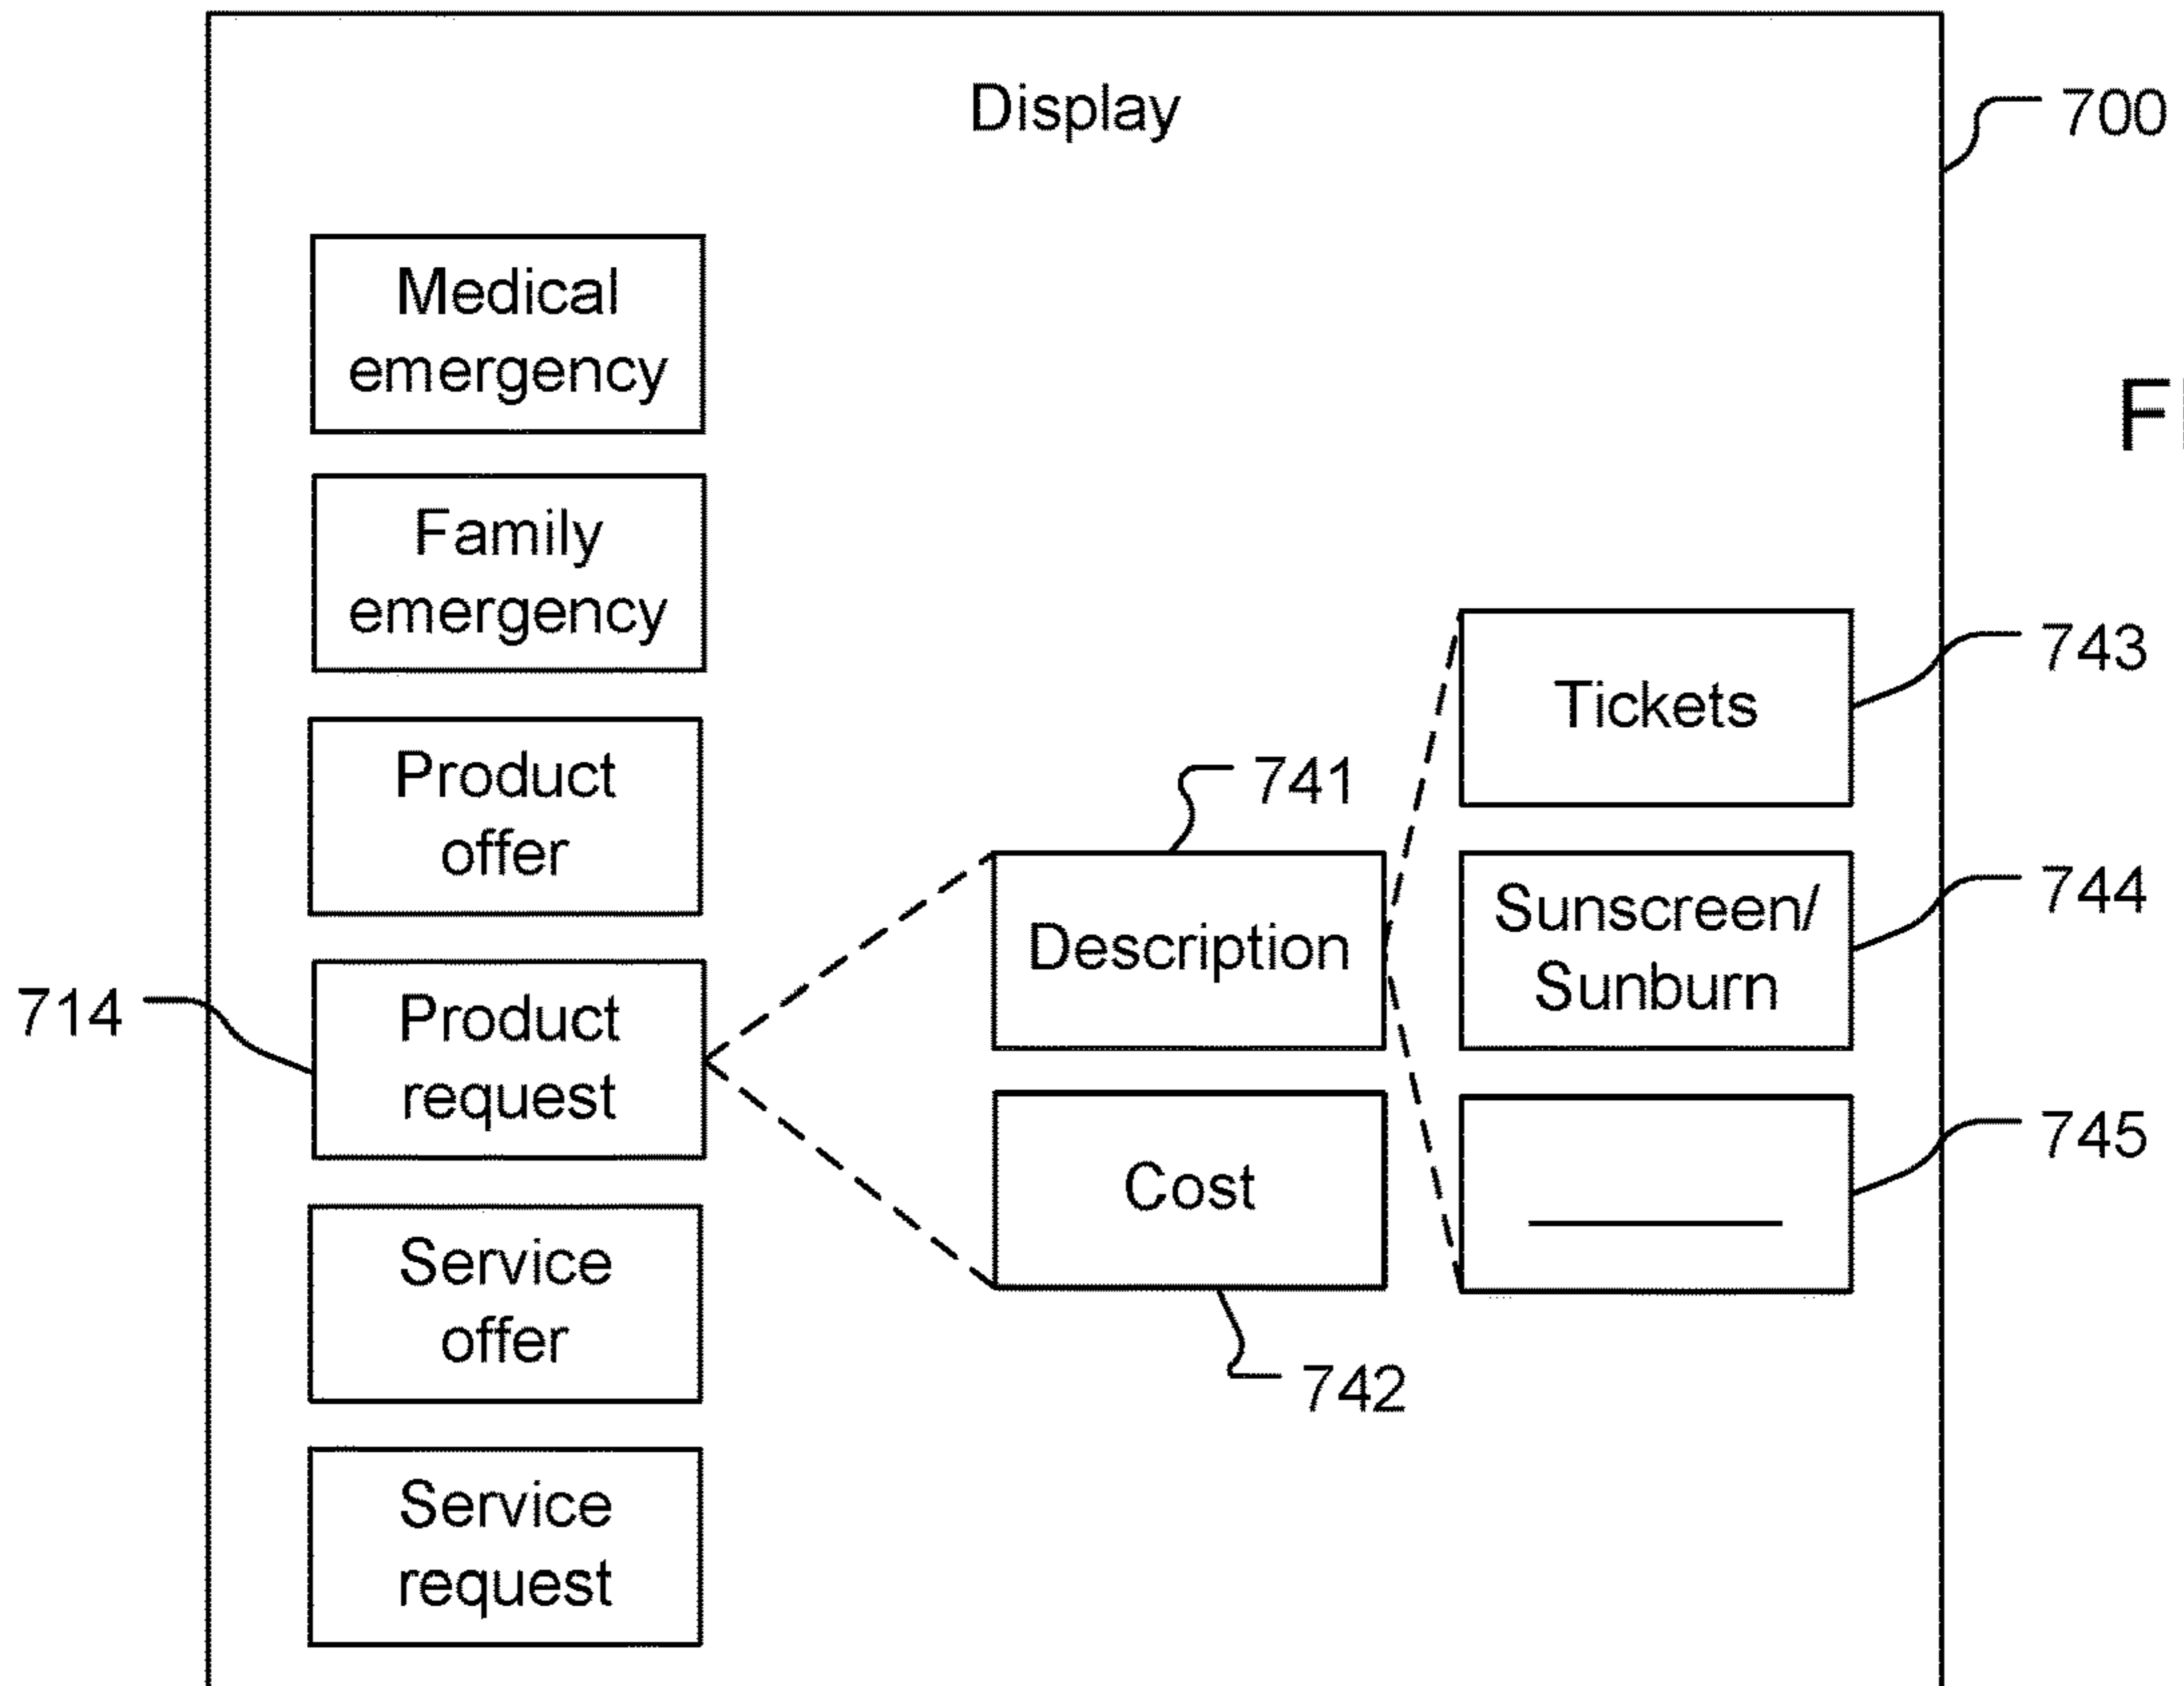 Display
700
Medical
emergency
Family
emergency
Tickets
743
Product
offer
741
Description
Sunscreen/
Sunburn
744
714
Product
request
Cost
742
745
Service
offer
Service
request